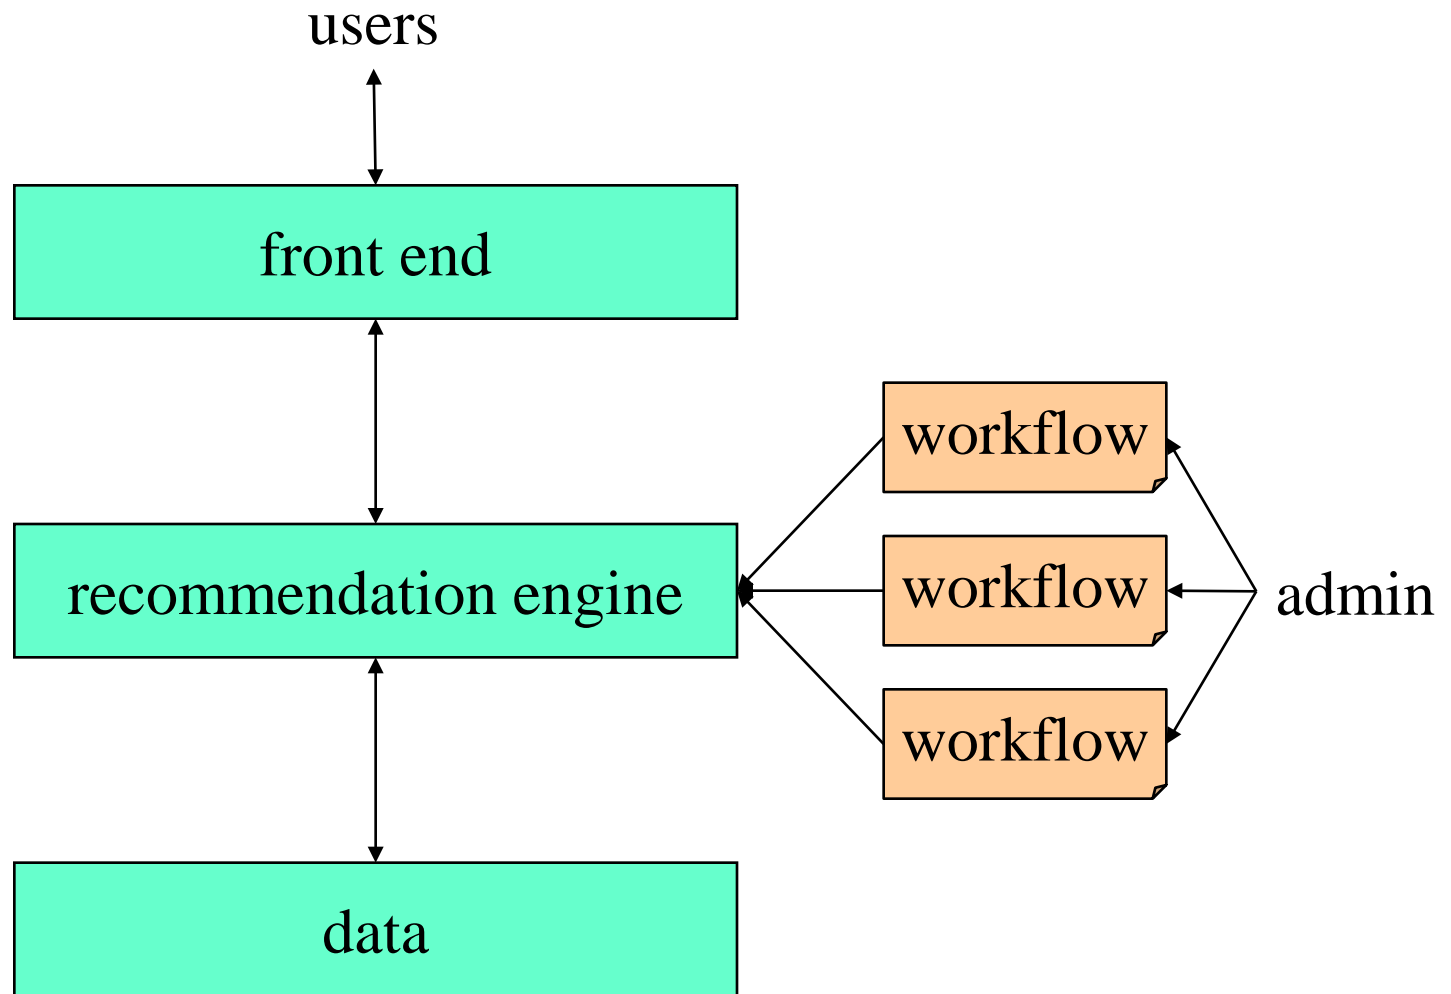 users
front end
workflow
workflow
recommendation engine
admin
workflow
data